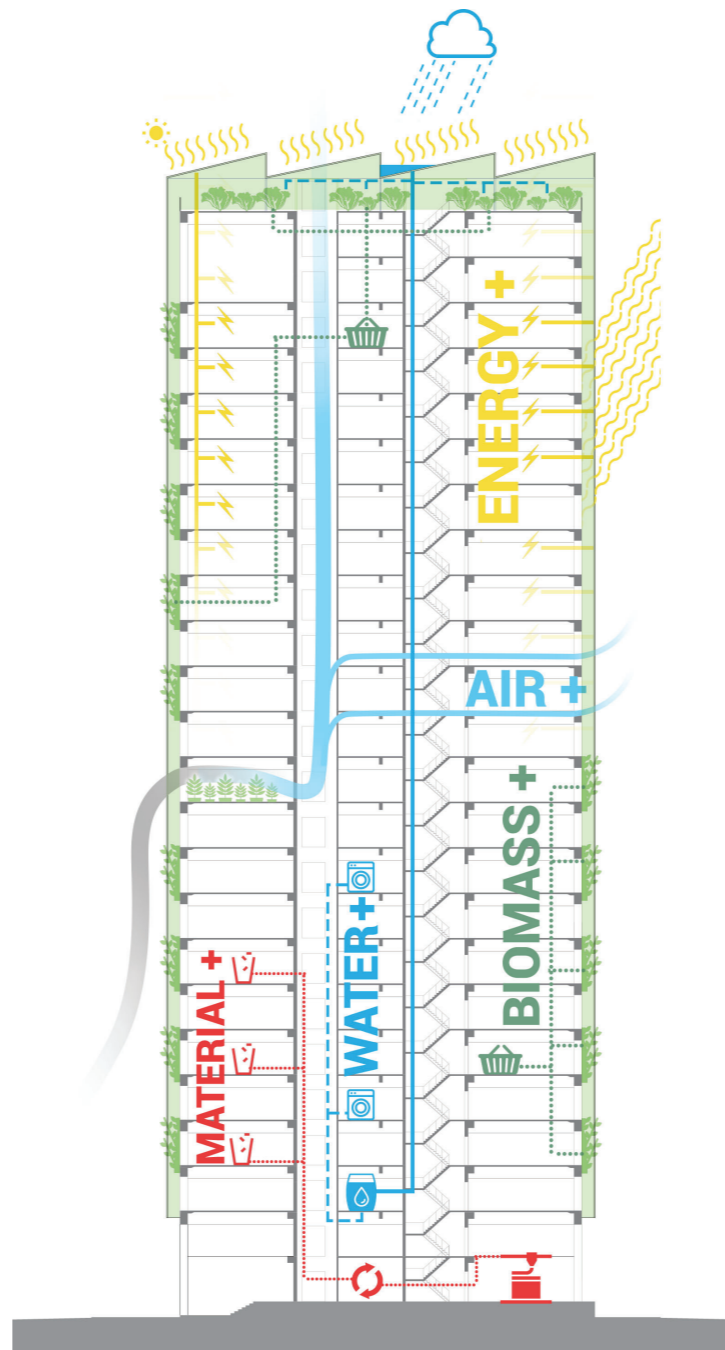 ENERGY +
AIR +
BIOMASS +
WATER+
MATERIAL +